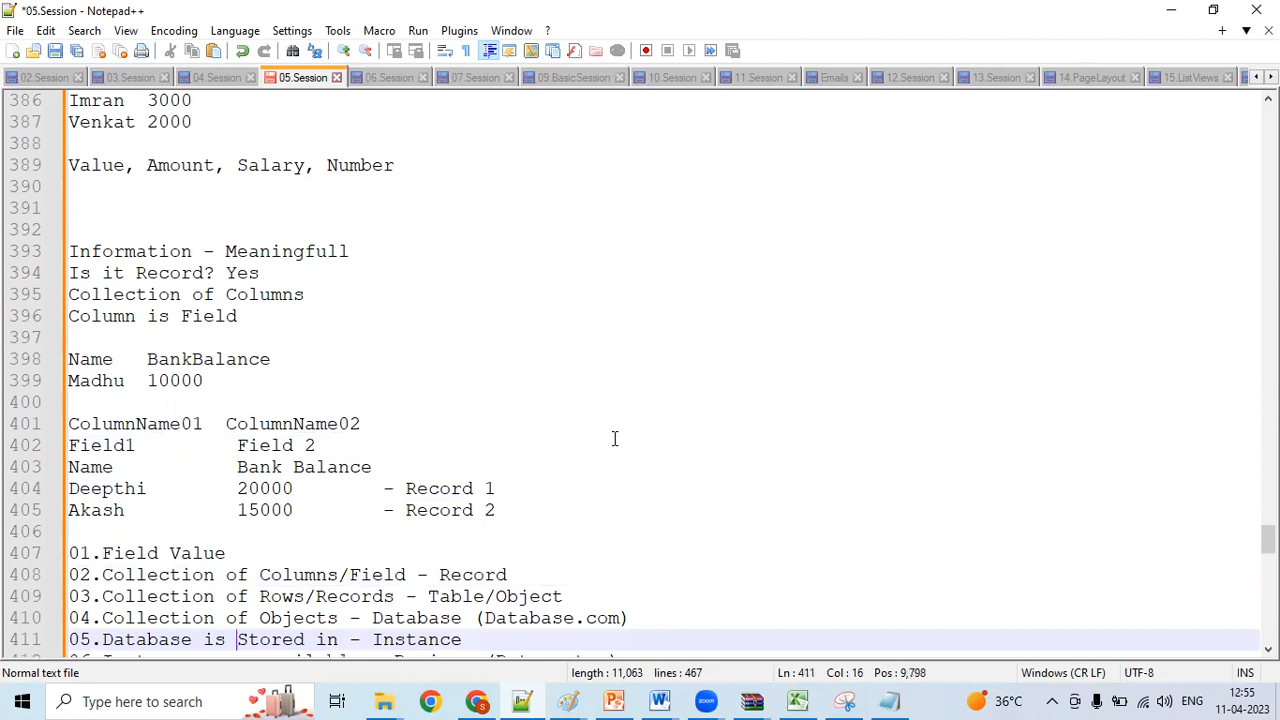 *05.Session - Notepad++
File Edit Search View Encoding Language Settings Tools Macro Run Plugins Window ?
02.Session 03.Session 04.Session 05.Session 06.Session 07.Session 09.BasicSession 10.Session 11.Session Emails 12.Session 13.Session 14.PageLayout 15.ListViews
386 Imran 3000
387 Venkat 2000
388
389 Value, Amount, Salary, Number
390
391
392
393 Information - Meaningfull
394 Is it Record? Yes
395 Collection of Columns
396 Column is Field
397
398 Name BankBalance
399 Madhu 10000
400
401 ColumnName01 ColumnName02
402 Field1 Field 2
403 Name Bank Balance
404 Deepthi 20000 - Record 1
405 Akash 15000 - Record 2
406
407 01.Field Value
408 02.Collection of Columns/Field - Record
409 03.Collection of Rows/Records - Table/Object
410 04.Collection of Objects - Database (Database.com)
411 05.Database is Stored in - Instance
Normal text file length : 11,063 lines : 467 Ln : 411 Col : 16 Pos : 9,798 Windows (CR LF) UTF-8 INS
Type here to search 36°C ENG 12:55
11-04-2023